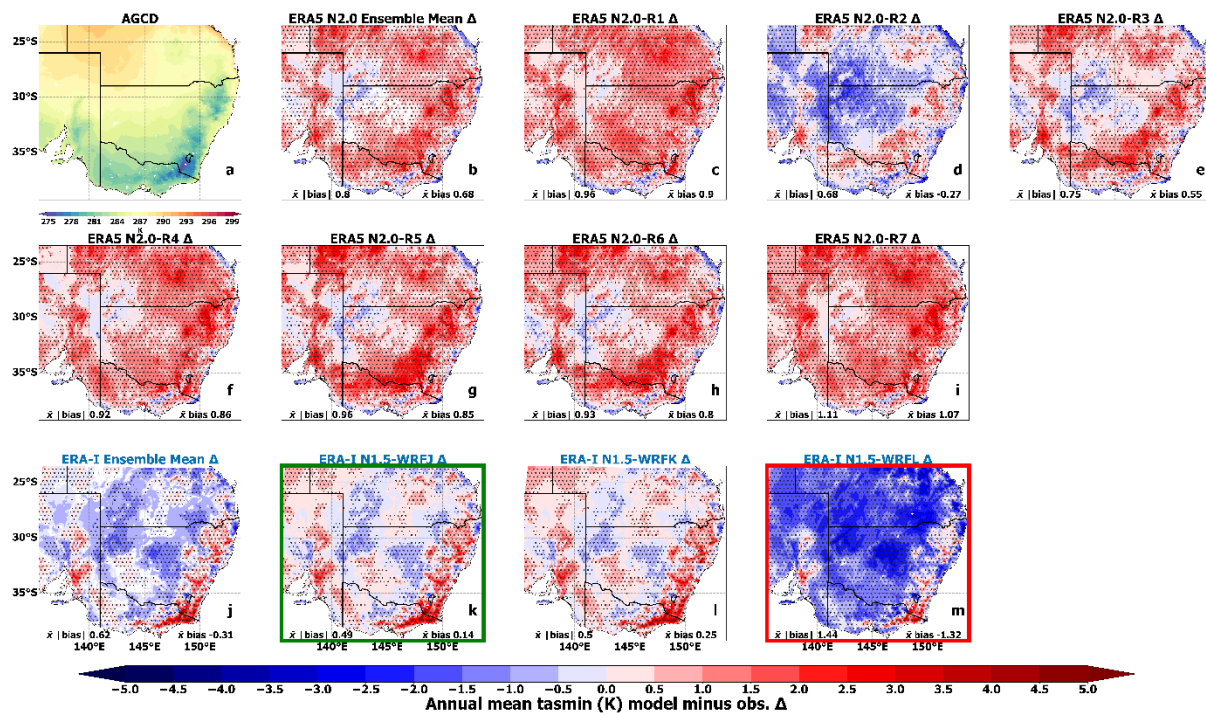 AGCD
ERA5 N2.0 Ensemble Mean Δ
ERA5 N2.0-R1 Δ
ERA5 N2.0-R2 Δ
ERA5 N2.0-R3 Δ
25°S
30°S
35°S
a
b
c
d
e
x̄ |bias| 0.8 x̄ bias 0.68
x̄ |bias| 0.96 x̄ bias 0.9
x̄ |bias| 0.68 x̄ bias -0.27
x̄ |bias| 0.75 x̄ bias 0.55
275 278 281 284 287 290 293 296 299
K
ERA5 N2.0-R4 Δ
ERA5 N2.0-R5 Δ
ERA5 N2.0-R6 Δ
ERA5 N2.0-R7 Δ
25°S
30°S
35°S
f
g
h
i
x̄ |bias| 0.92 x̄ bias 0.86
x̄ |bias| 0.96 x̄ bias 0.85
x̄ |bias| 0.93 x̄ bias 0.8
x̄ |bias| 1.11 x̄ bias 1.07
ERA-I Ensemble Mean Δ
ERA-I N1.5-WRFJ Δ
ERA-I N1.5-WRFK Δ
ERA-I N1.5-WRFL Δ
25°S
30°S
35°S
j
k
l
m
x̄ |bias| 0.62 x̄ bias -0.31
x̄ |bias| 0.49 x̄ bias 0.14
x̄ |bias| 0.5 x̄ bias 0.25
x̄ |bias| 1.44 x̄ bias -1.32
140°E 145°E 150°E
140°E 145°E 150°E
140°E 145°E 150°E
140°E 145°E 150°E
−5.0 −4.5 −4.0 −3.5 −3.0 −2.5 −2.0 −1.5 −1.0 −0.5 0.0 0.5 1.0 1.5 2.0 2.5 3.0 3.5 4.0 4.5 5.0
Annual mean tasmin (K) model minus obs. Δ